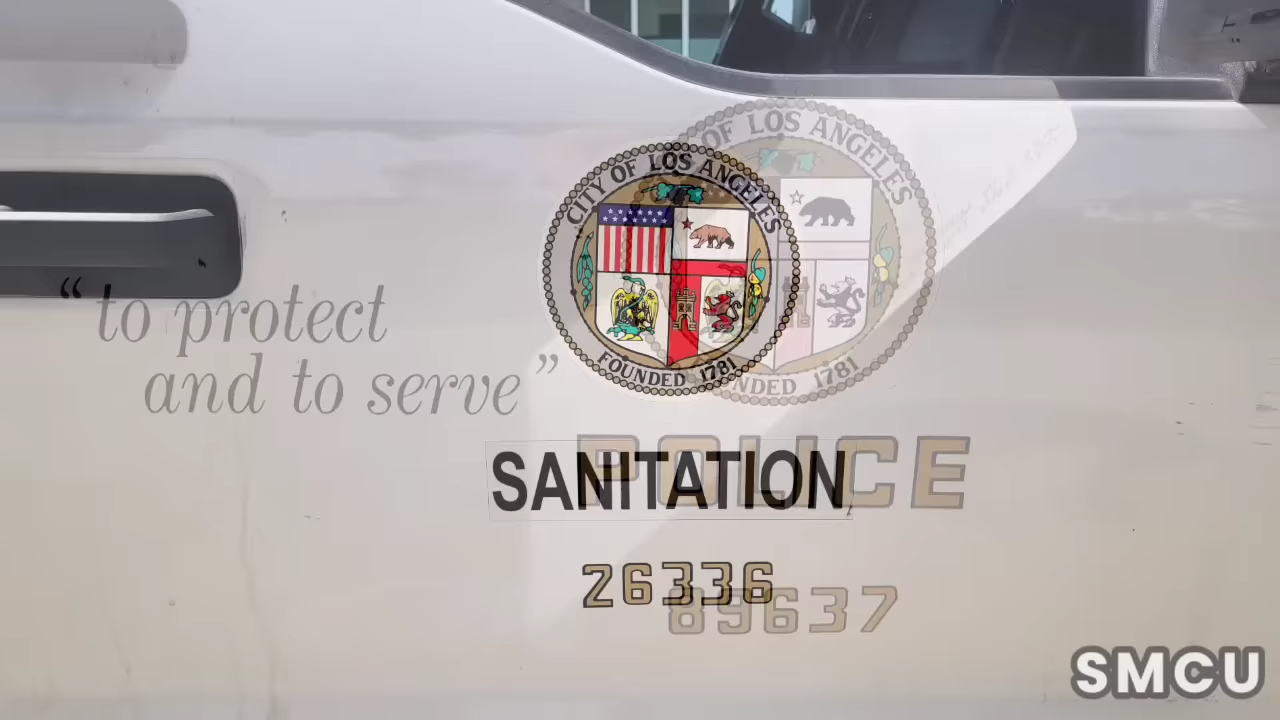 “to protect
and to serve”
CITY OF LOS ANGELES
FOUNDED 1781
OF LOS ANGELES
NDED 1781
SANITATION
POLICE
26336
89637
SMCU